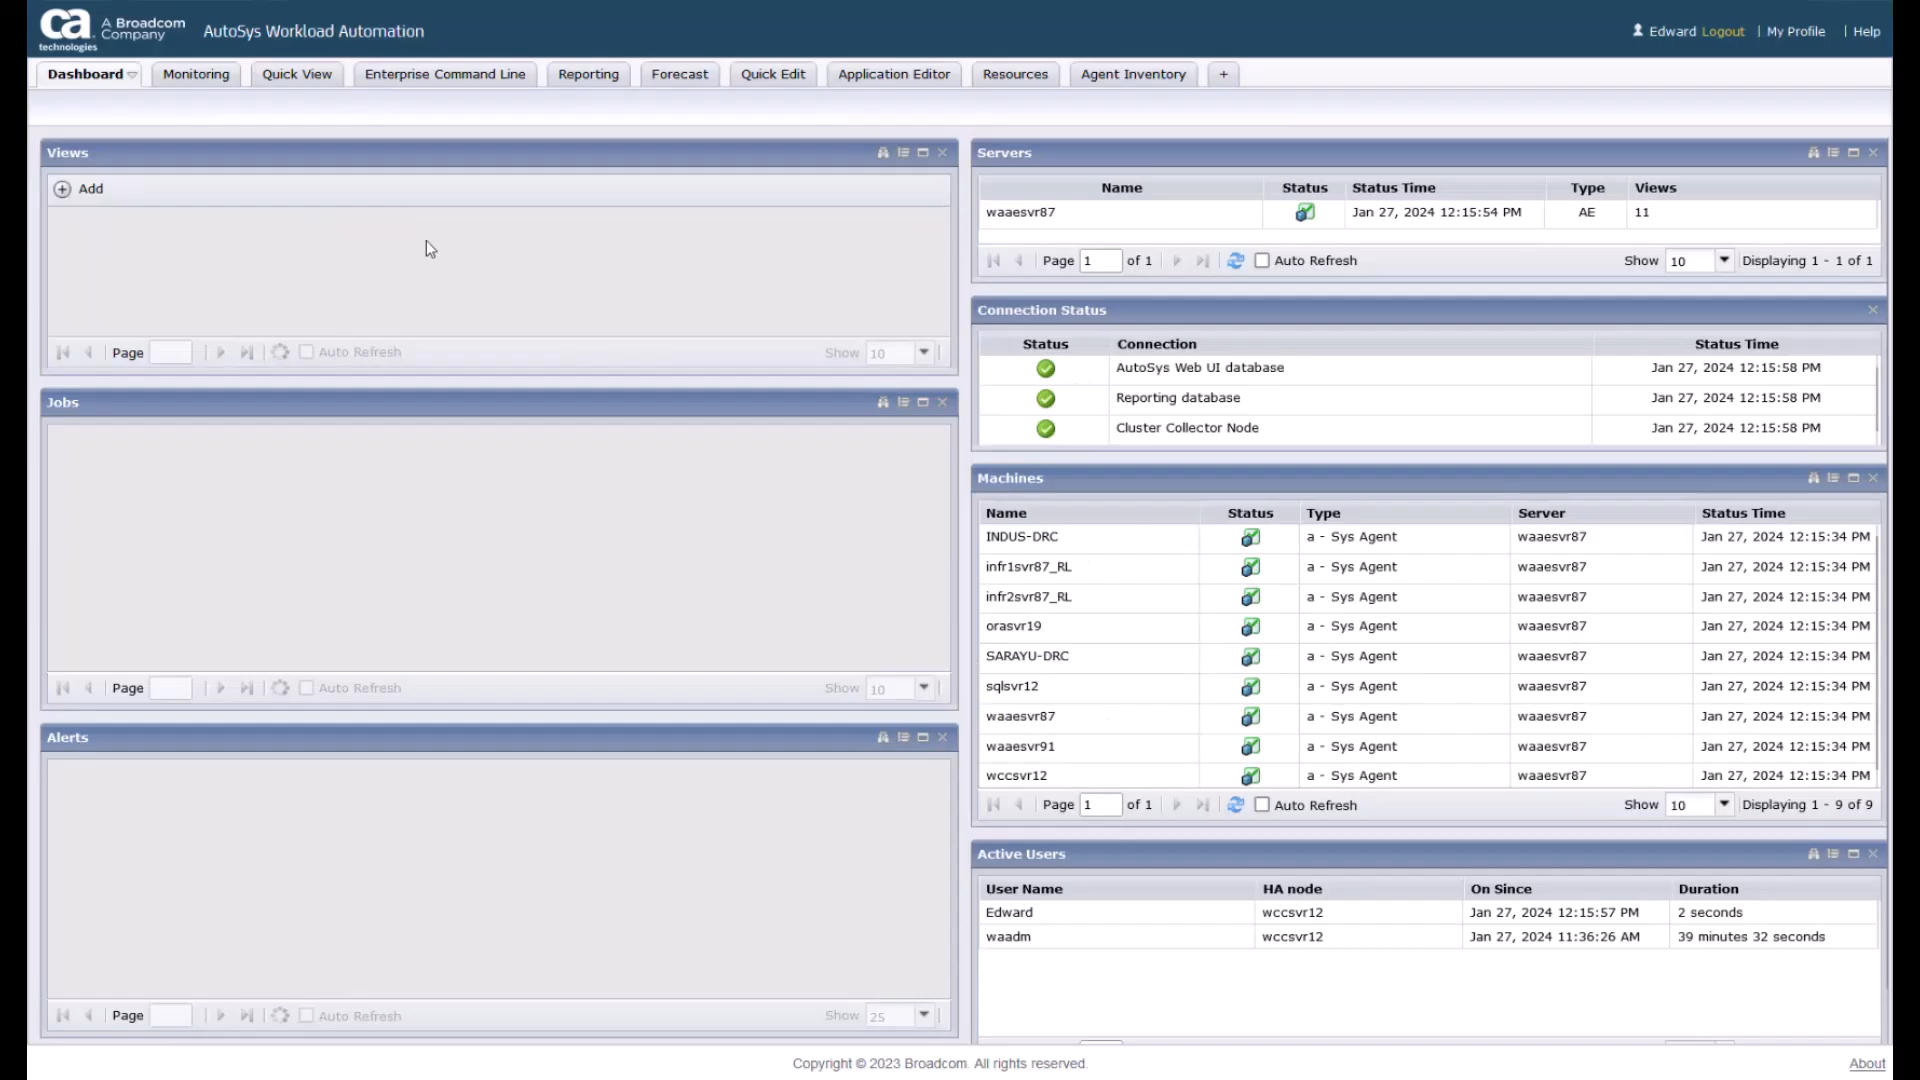 ca technologies A Broadcom Company AutoSys Workload Automation Edward Logout | My Profile | Help
Dashboard Monitoring Quick View Enterprise Command Line Reporting Forecast Quick Edit Application Editor Resources Agent Inventory +
Views
Add
Page Auto Refresh Show 10
Jobs
Page Auto Refresh Show 10
Alerts
Page Auto Refresh Show 25
Servers
Name Status Status Time Type Views
waaesvr87 Jan 27, 2024 12:15:54 PM AE 11
Page 1 of 1 Auto Refresh Show 10 Displaying 1 - 1 of 1
Connection Status
Status Connection Status Time
AutoSys Web UI database Jan 27, 2024 12:15:58 PM
Reporting database Jan 27, 2024 12:15:58 PM
Cluster Collector Node Jan 27, 2024 12:15:58 PM
Machines
Name Status Type Server Status Time
INDUS-DRC a - Sys Agent waaesvr87 Jan 27, 2024 12:15:34 PM
infr1svr87_RL a - Sys Agent waaesvr87 Jan 27, 2024 12:15:34 PM
infr2svr87_RL a - Sys Agent waaesvr87 Jan 27, 2024 12:15:34 PM
orasvr19 a - Sys Agent waaesvr87 Jan 27, 2024 12:15:34 PM
SARAYU-DRC a - Sys Agent waaesvr87 Jan 27, 2024 12:15:34 PM
sqlsvr12 a - Sys Agent waaesvr87 Jan 27, 2024 12:15:34 PM
waaesvr87 a - Sys Agent waaesvr87 Jan 27, 2024 12:15:34 PM
waaesvr91 a - Sys Agent waaesvr87 Jan 27, 2024 12:15:34 PM
wccsvr12 a - Sys Agent waaesvr87 Jan 27, 2024 12:15:34 PM
Page 1 of 1 Auto Refresh Show 10 Displaying 1 - 9 of 9
Active Users
User Name HA node On Since Duration
Edward wccsvr12 Jan 27, 2024 12:15:57 PM 2 seconds
waadm wccsvr12 Jan 27, 2024 11:36:26 AM 39 minutes 32 seconds
Copyright © 2023 Broadcom. All rights reserved. About